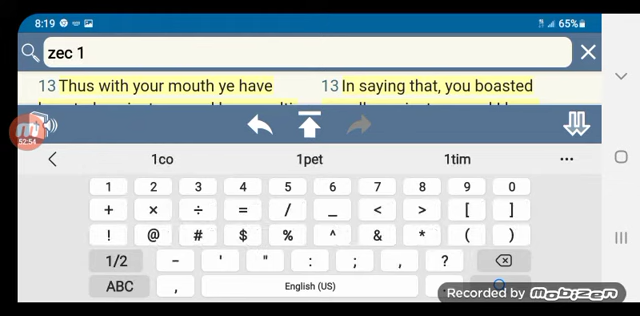 8:19 65%
zec 1
13 Thus with your mouth ye have
13 In saying that, you boasted
52:54
1co 1pet 1tim ...
1 2 3 4 5 6 7 8 9 0
+ × ÷ = / _ < > [ ]
! @ # $ % ^ & * ( )
1/2 - ' " : ; , ?
ABC , English (US)
Recorded by mobizen